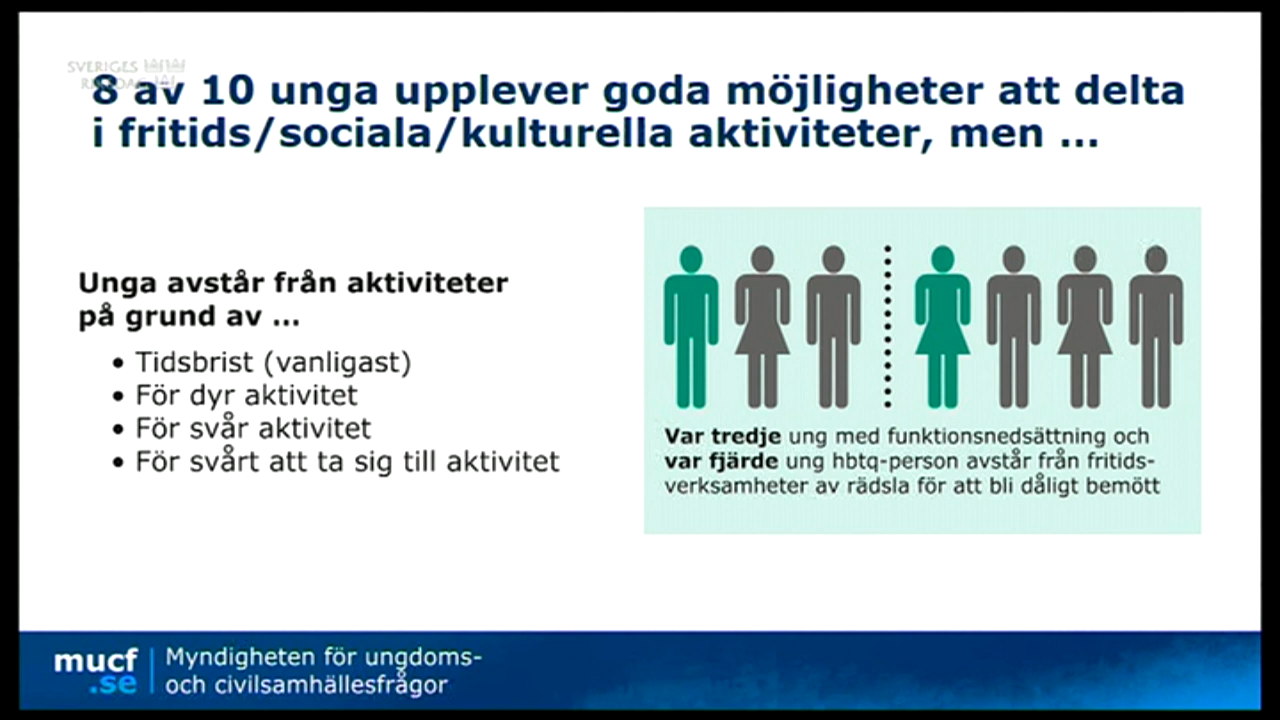 SVERIGES
RIKSDAG
8 av 10 unga upplever goda möjligheter att delta
i fritids/sociala/kulturella aktiviteter, men ...
Unga avstår från aktiviteter
på grund av ...
• Tidsbrist (vanligast)
• För dyr aktivitet
• För svår aktivitet
• För svårt att ta sig till aktivitet
Var tredje ung med funktionsnedsättning och
var fjärde ung hbtq-person avstår från fritids-
verksamheter av rädsla för att bli dåligt bemött
mucf
.se
Myndigheten för ungdoms-
och civilsamhällesfrågor